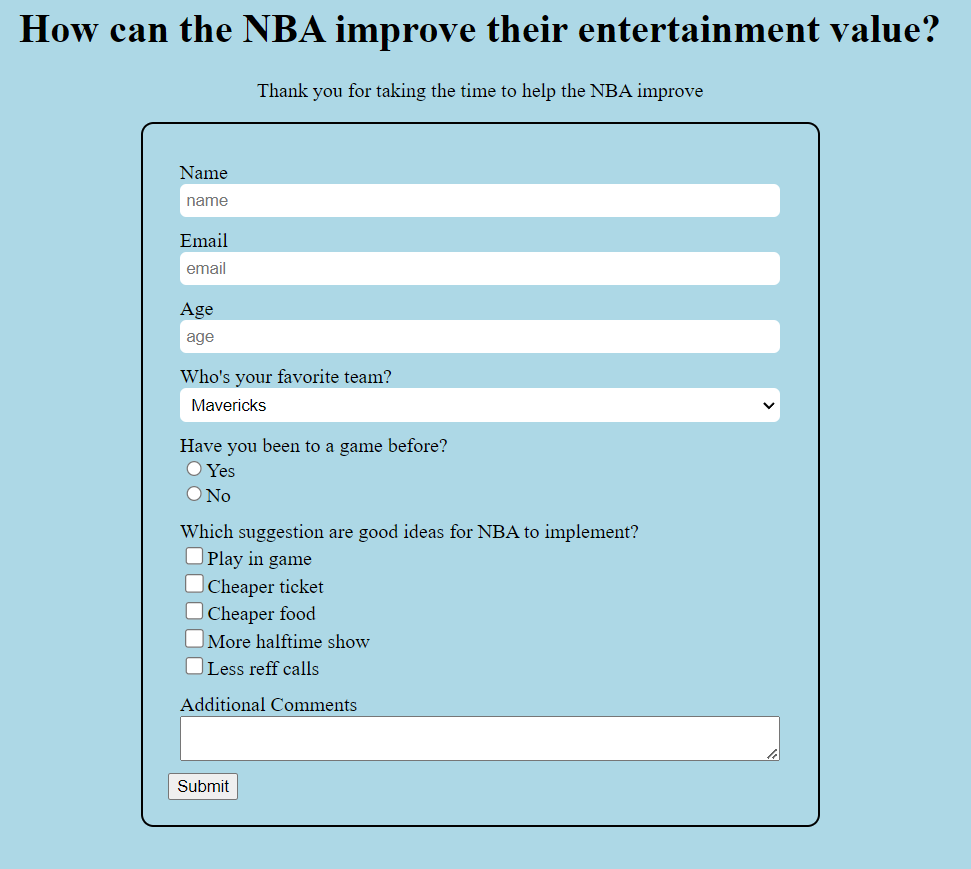 How can the NBA improve their entertainment value?
Thank you for taking the time to help the NBA improve
Name
name
Email
email
Age
age
Who's your favorite team?
Mavericks
Have you been to a game before?
Yes
No
Which suggestion are good ideas for NBA to implement?
Play in game
Cheaper ticket
Cheaper food
More halftime show
Less reff calls
Additional Comments
Submit